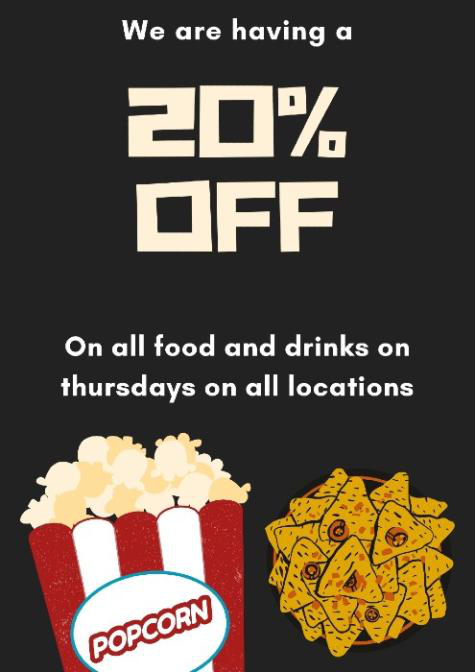 We are having a
20%
OFF
On all food and drinks on
thursdays on all locations
POPCORN